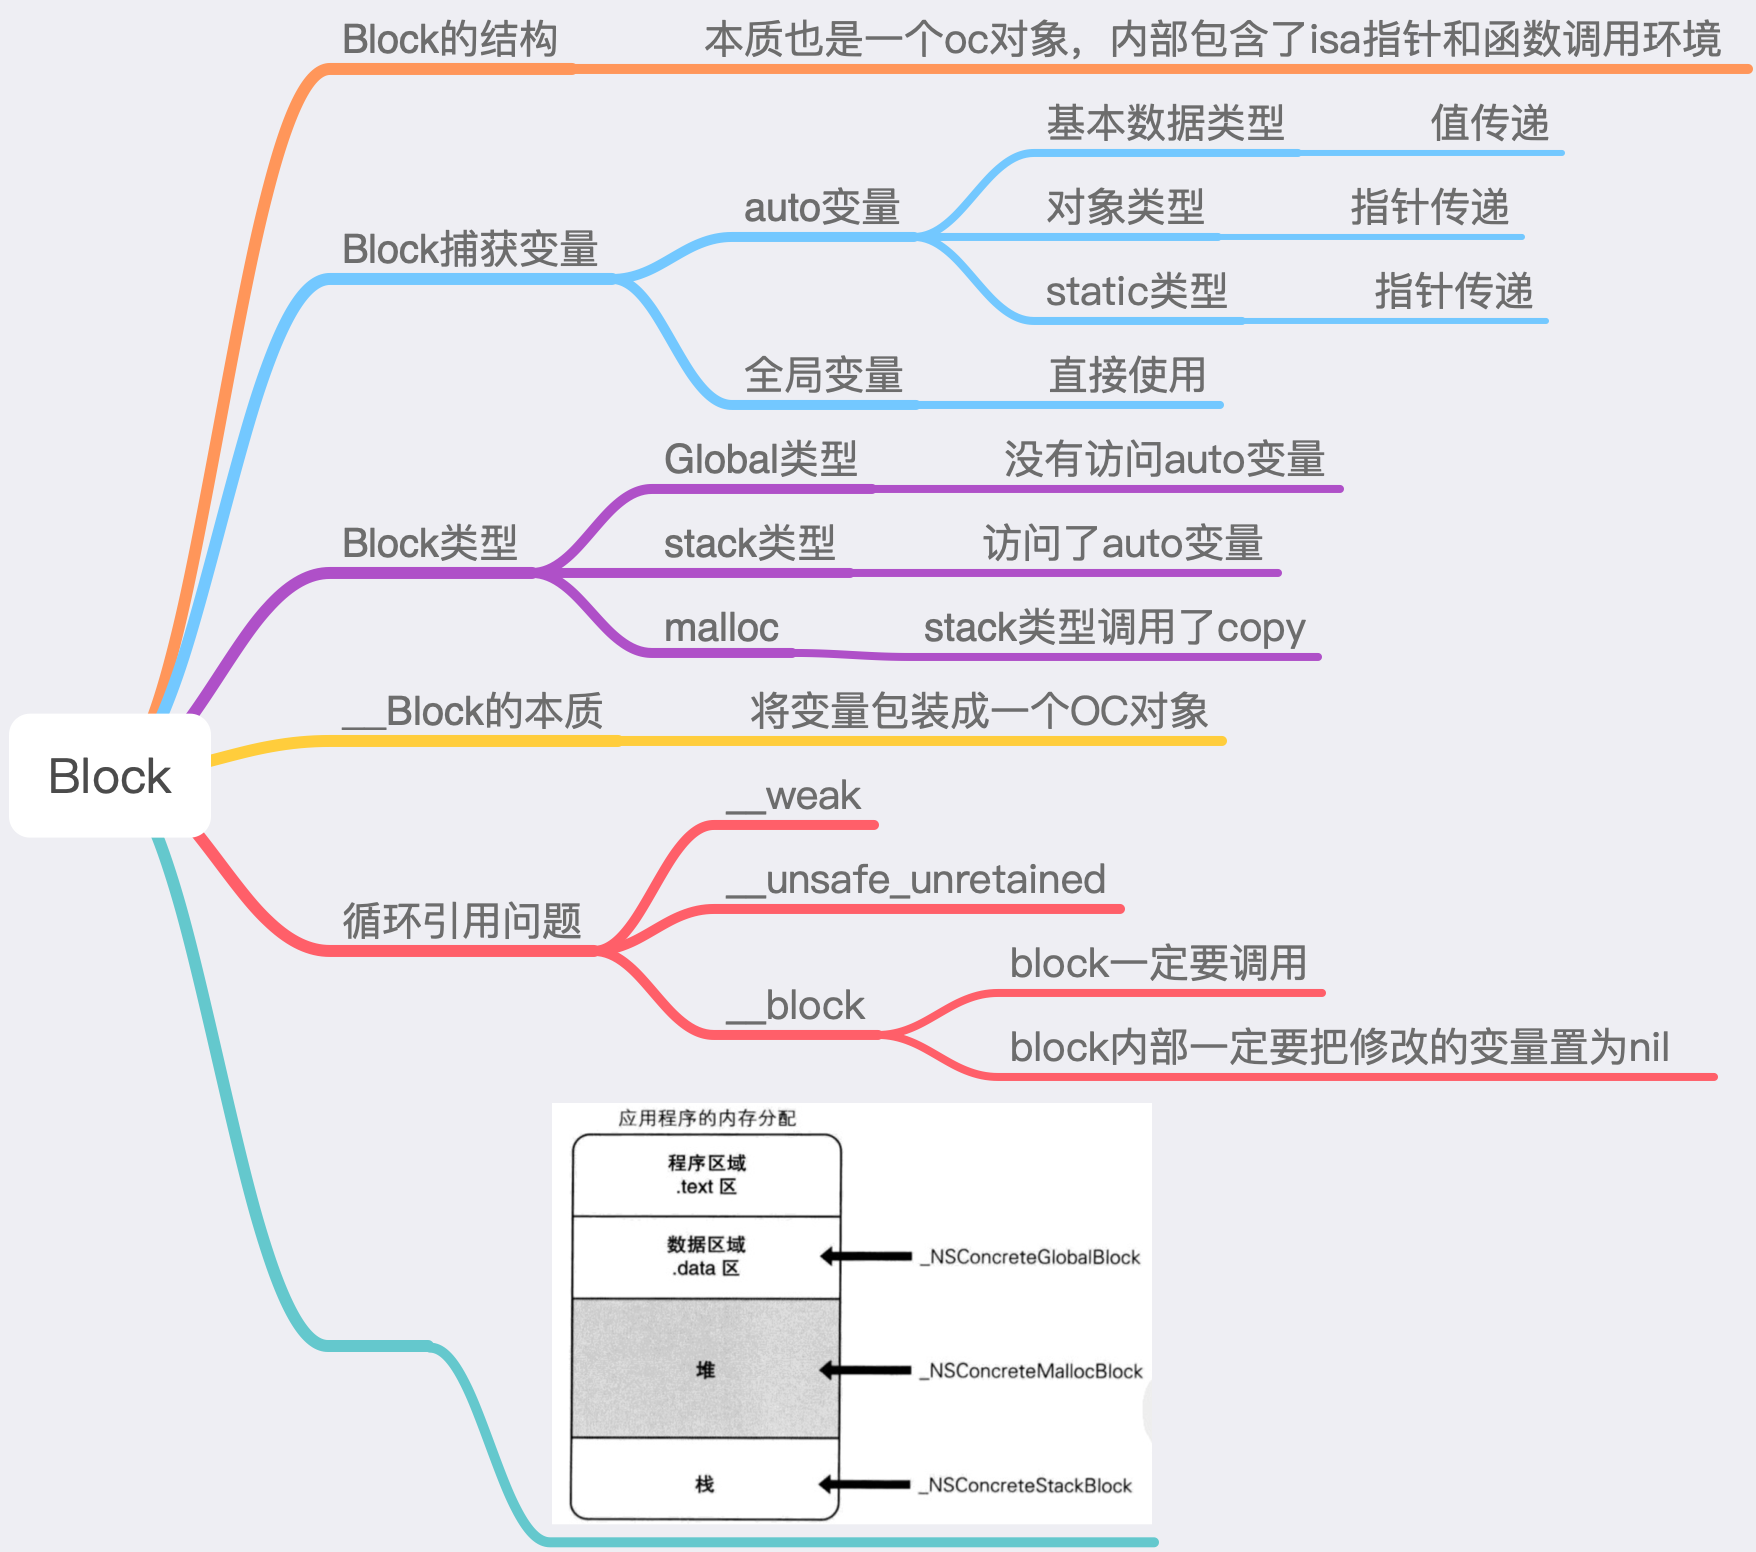 Block
Block的结构
本质也是一个oc对象，内部包含了isa指针和函数调用环境
Block捕获变量
auto变量
基本数据类型
值传递
对象类型
指针传递
static类型
指针传递
全局变量
直接使用
Block类型
Global类型
没有访问auto变量
stack类型
访问了auto变量
malloc
stack类型调用了copy
__Block的本质
将变量包装成一个OC对象
循环引用问题
__weak
__unsafe_unretained
__block
block一定要调用
block内部一定要把修改的变量置为nil
应用程序的内存分配
程序区域
.text 区
数据区域
.data 区
_NSConcreteGlobalBlock
堆
_NSConcreteMallocBlock
栈
_NSConcreteStackBlock